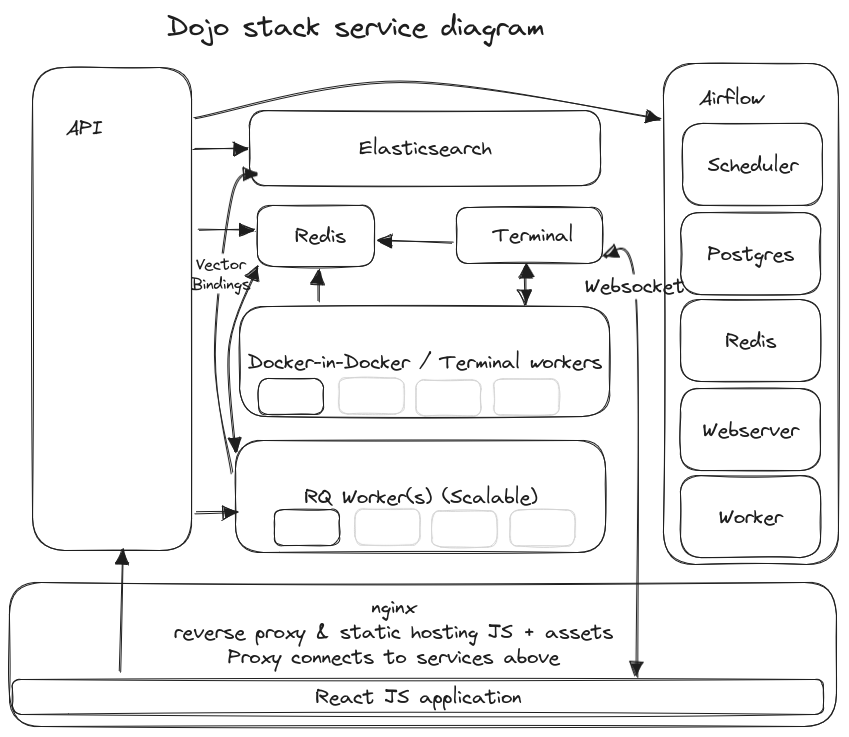 Dojo stack service diagram
API
Airflow
Elasticsearch
Scheduler
Redis
Terminal
Postgres
Vector
Bindings
Websocket
Redis
Docker-in-Docker / Terminal workers
Webserver
RQ Worker(s) (Scalable)
Worker
nginx
reverse proxy & static hosting JS + assets
Proxy connects to services above
React JS application